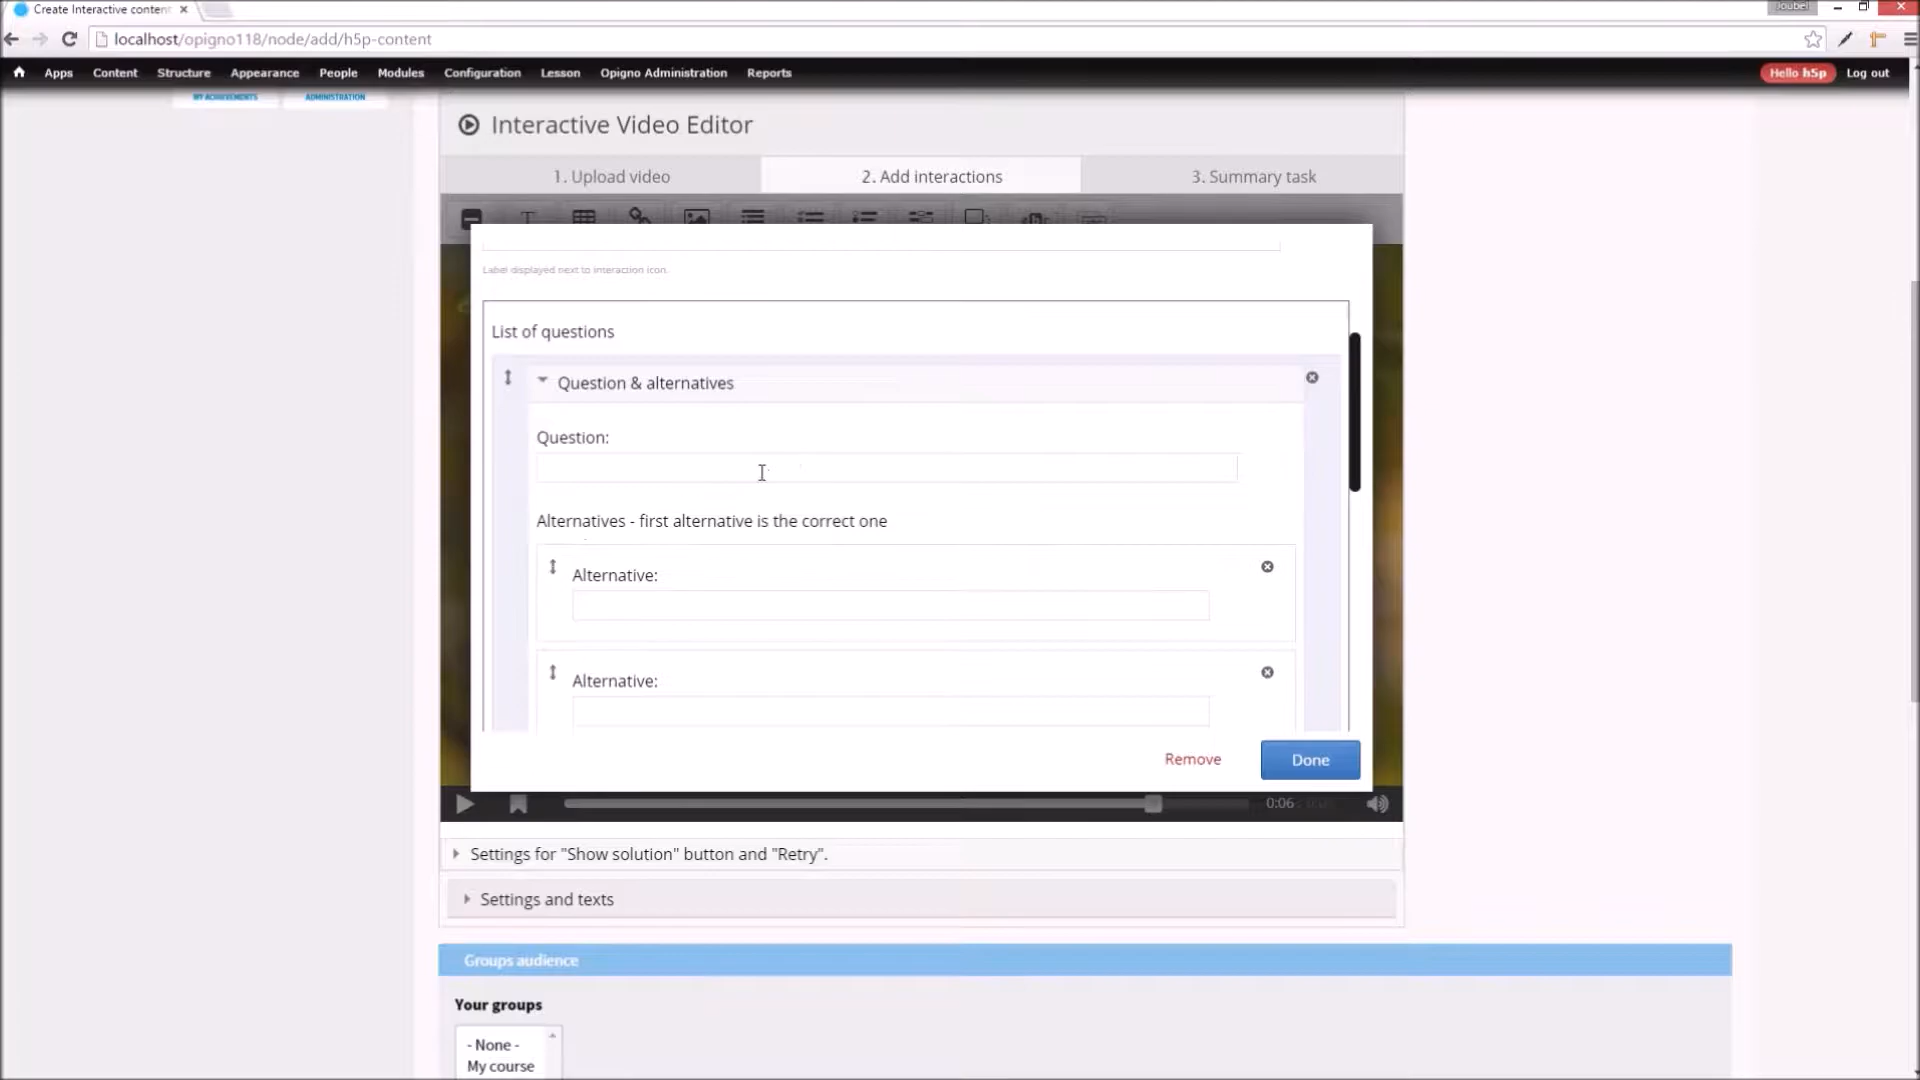 Create Interactive content
Joubel
localhost/opigno118/node/add/h5p-content
Apps Content Structure Appearance People Modules Configuration Lesson Opigno Administration Reports Hello h5p Log out
MY ACHIEVEMENTS ADMINISTRATION
Interactive Video Editor
1. Upload video 2. Add interactions 3. Summary task
Label displayed next to interaction icon.
List of questions
Question & alternatives
Question:
Alternatives - first alternative is the correct one
Alternative:
Alternative:
Remove Done
0:06
Settings for "Show solution" button and "Retry".
Settings and texts
Groups audience
Your groups
- None -
My course